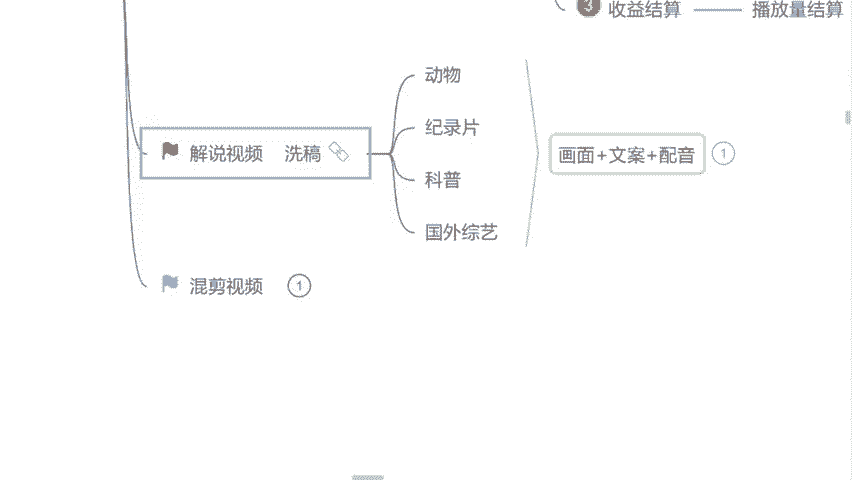 3 收益结算 播放量结算
动物
纪录片
解说视频 洗稿
画面+文案+配音 1
科普
国外综艺
混剪视频 1